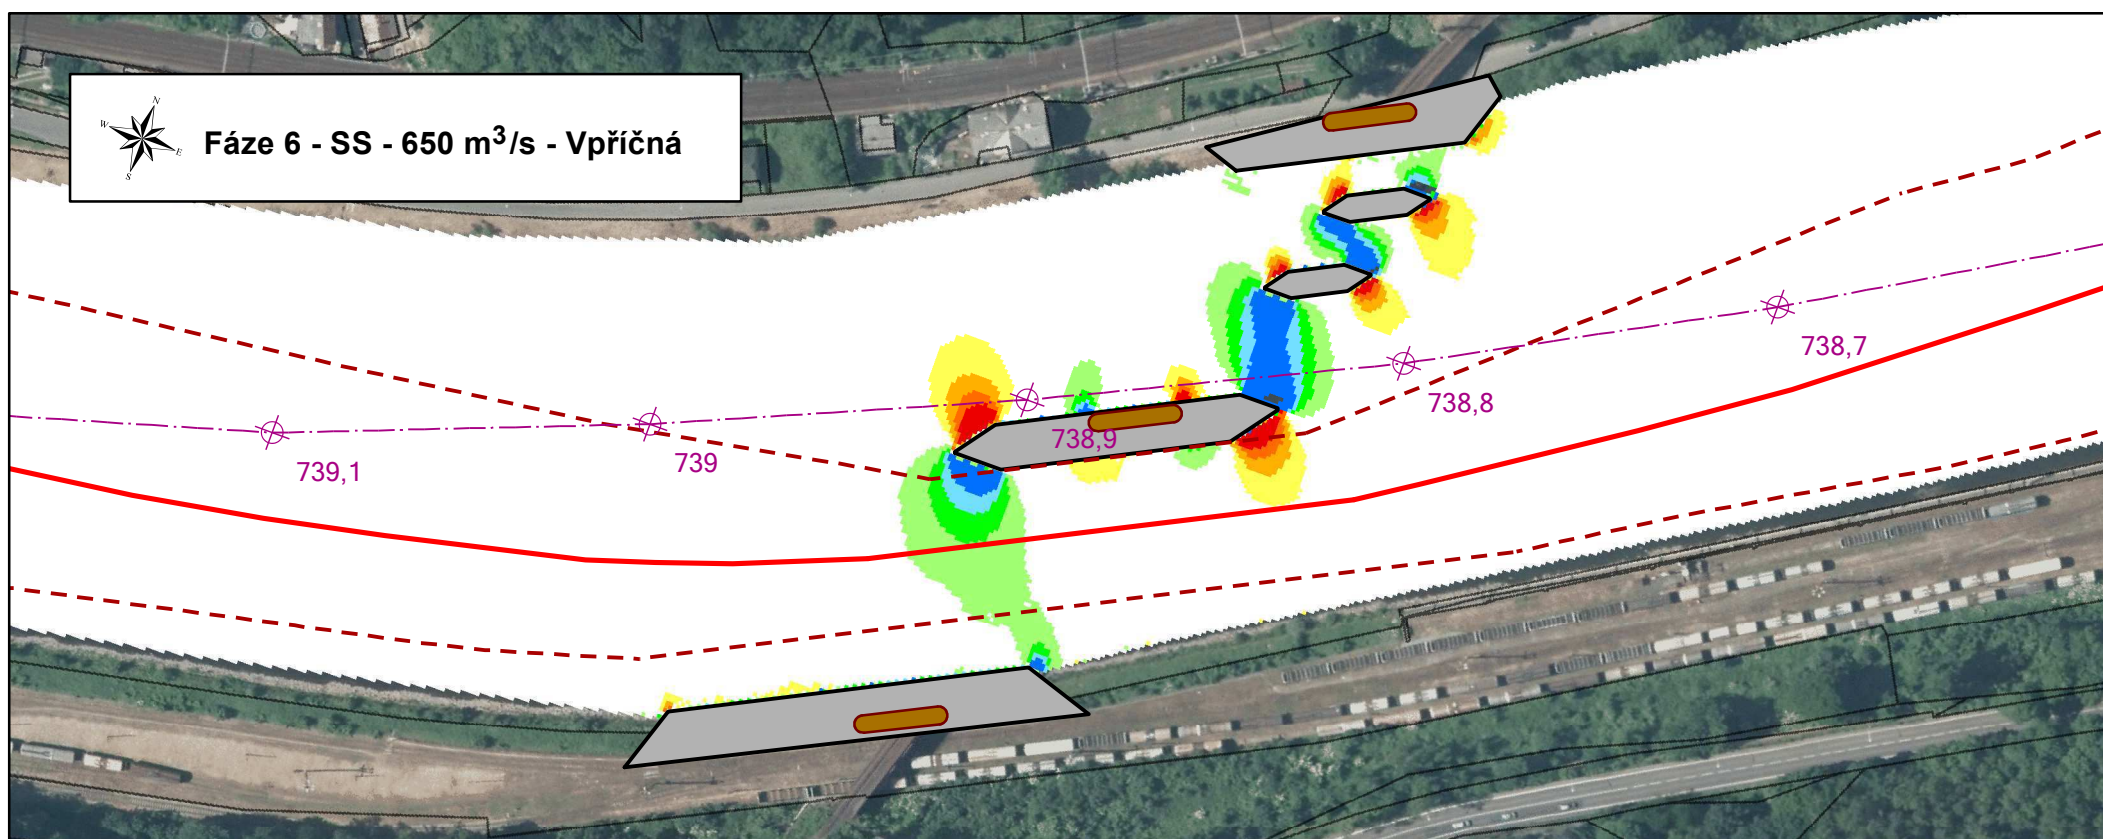 N
W
E
S
Fáze 6 - SS - 650 m³/s - Vpříčná
738,7
738,8
738,9
739
739,1